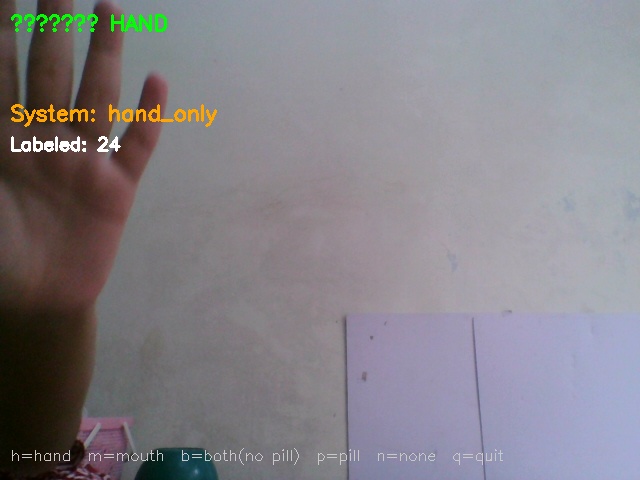 ??????? HAND
System: hand_only
Labeled: 24
h=hand m=mouth b=both(no pill) p=pill n=none q=quit